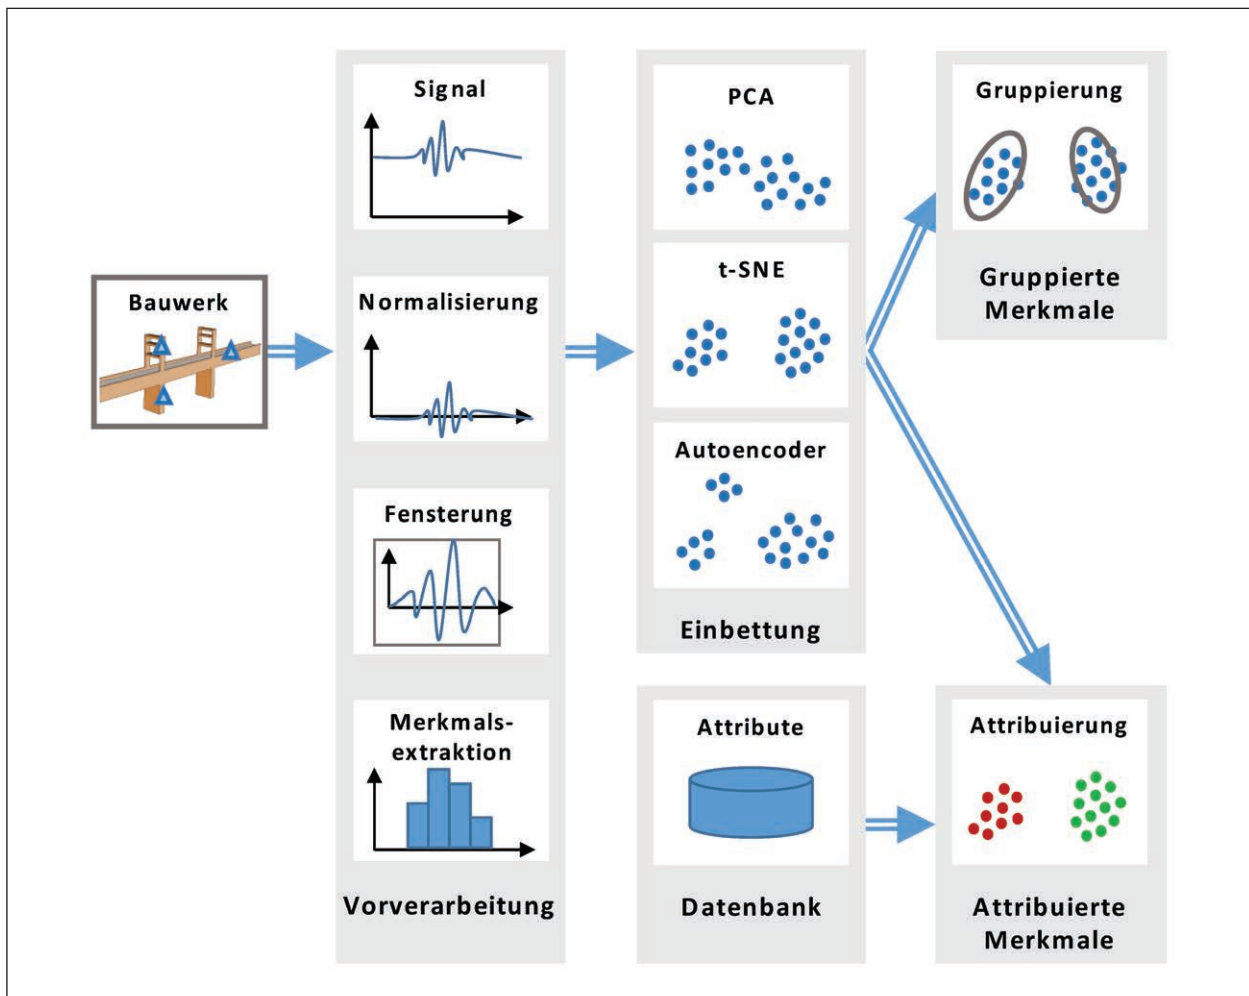 Bauwerk
Signal
Normalisierung
Fensterung
Merkmals-
extraktion
Vorverarbeitung
PCA
t-SNE
Autoencoder
Einbettung
Attribute
Datenbank
Gruppierung
Gruppierte
Merkmale
Attribuierung
Attribuierte
Merkmale